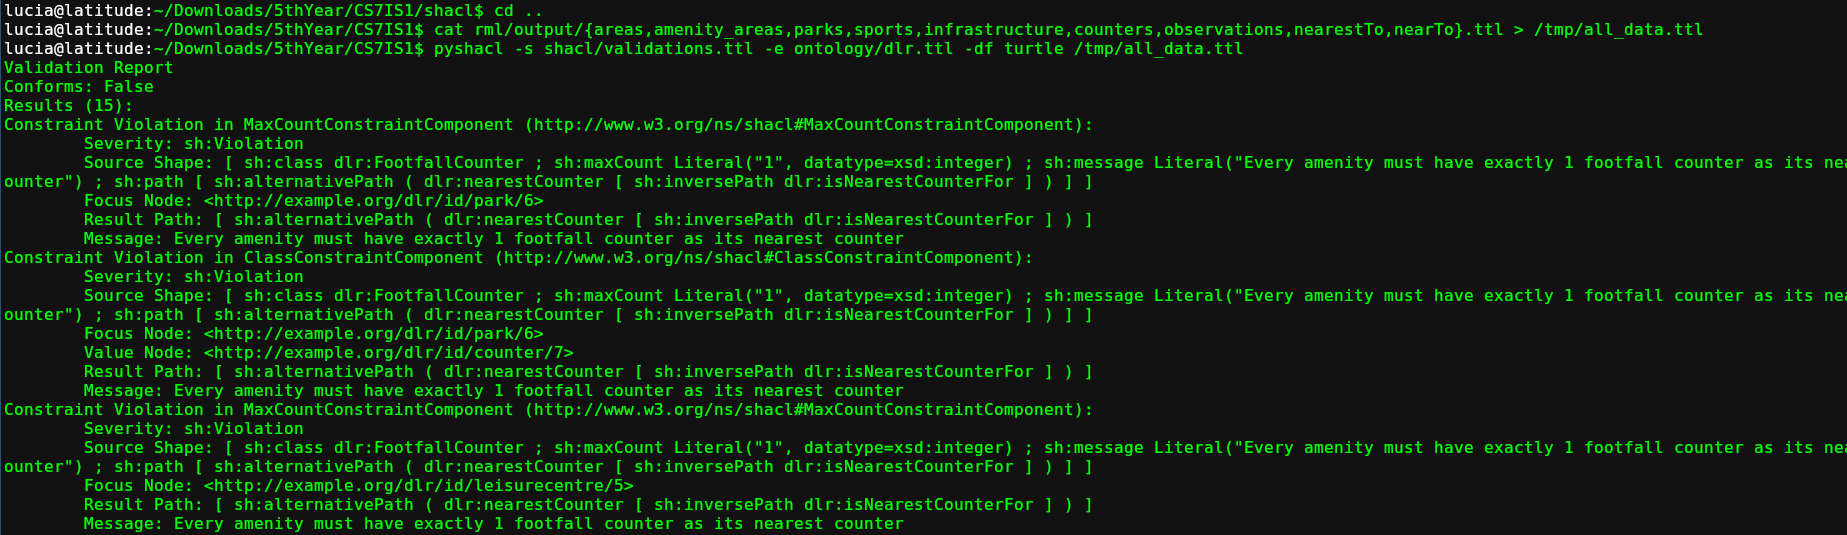 lucia@latitude:~/Downloads/5thYear/CS7IS1/shacl$ cd ..
lucia@latitude:~/Downloads/5thYear/CS7IS1$ cat rml/output/{areas,amenity_areas,parks,sports,infrastructure,counters,observations,nearestTo,nearTo}.ttl > /tmp/all_data.ttl
lucia@latitude:~/Downloads/5thYear/CS7IS1$ pyshacl -s shacl/validations.ttl -e ontology/dlr.ttl -df turtle /tmp/all_data.ttl
Validation Report
Conforms: False
Results (15):
Constraint Violation in MaxCountConstraintComponent (http://www.w3.org/ns/shacl#MaxCountConstraintComponent):
Severity: sh:Violation
Source Shape: [ sh:class dlr:FootfallCounter ; sh:maxCount Literal("1", datatype=xsd:integer) ; sh:message Literal("Every amenity must have exactly 1 footfall counter as its nea
ounter") ; sh:path [ sh:alternativePath ( dlr:nearestCounter [ sh:inversePath dlr:isNearestCounterFor ] ) ] ]
Focus Node: <http://example.org/dlr/id/park/6>
Result Path: [ sh:alternativePath ( dlr:nearestCounter [ sh:inversePath dlr:isNearestCounterFor ] ) ]
Message: Every amenity must have exactly 1 footfall counter as its nearest counter
Constraint Violation in ClassConstraintComponent (http://www.w3.org/ns/shacl#ClassConstraintComponent):
Severity: sh:Violation
Source Shape: [ sh:class dlr:FootfallCounter ; sh:maxCount Literal("1", datatype=xsd:integer) ; sh:message Literal("Every amenity must have exactly 1 footfall counter as its nea
ounter") ; sh:path [ sh:alternativePath ( dlr:nearestCounter [ sh:inversePath dlr:isNearestCounterFor ] ) ] ]
Focus Node: <http://example.org/dlr/id/park/6>
Value Node: <http://example.org/dlr/id/counter/7>
Result Path: [ sh:alternativePath ( dlr:nearestCounter [ sh:inversePath dlr:isNearestCounterFor ] ) ]
Message: Every amenity must have exactly 1 footfall counter as its nearest counter
Constraint Violation in MaxCountConstraintComponent (http://www.w3.org/ns/shacl#MaxCountConstraintComponent):
Severity: sh:Violation
Source Shape: [ sh:class dlr:FootfallCounter ; sh:maxCount Literal("1", datatype=xsd:integer) ; sh:message Literal("Every amenity must have exactly 1 footfall counter as its nea
ounter") ; sh:path [ sh:alternativePath ( dlr:nearestCounter [ sh:inversePath dlr:isNearestCounterFor ] ) ] ]
Focus Node: <http://example.org/dlr/id/leisurecentre/5>
Result Path: [ sh:alternativePath ( dlr:nearestCounter [ sh:inversePath dlr:isNearestCounterFor ] ) ]
Message: Every amenity must have exactly 1 footfall counter as its nearest counter